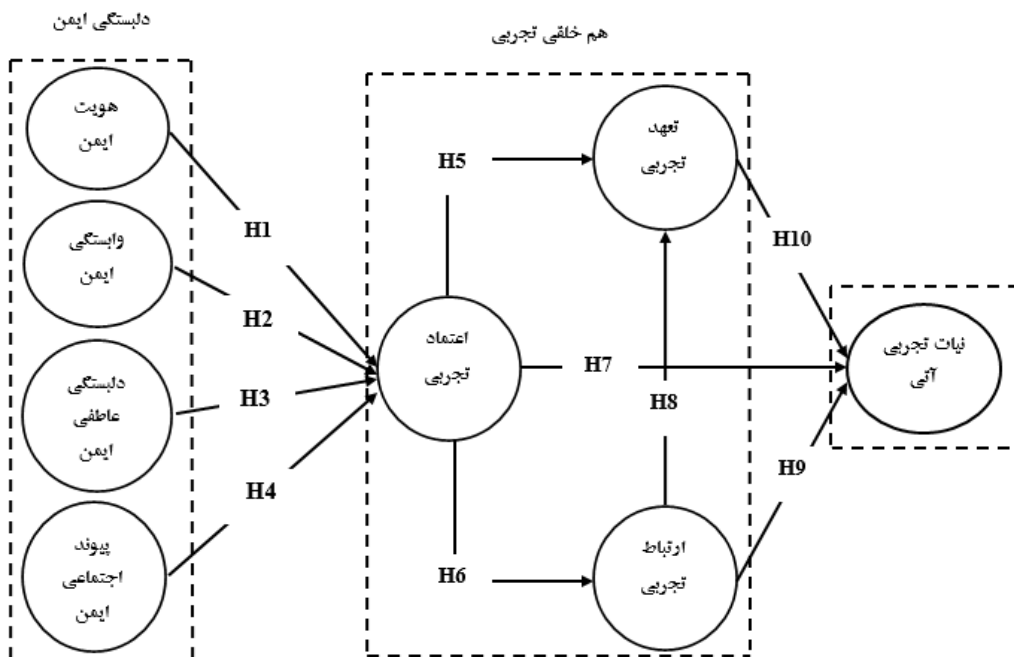 دلبستگی ایمن
هم خلقی تجربی
هویت
ایمن
وابستگی
ایمن
دلبستگی
عاطفی
ایمن
پیوند
اجتماعی
ایمن
H1
H2
H3
H4
اعتماد
تجربی
H5
H6
H7
H8
تعهد
تجربی
ارتباط
تجربی
H10
H9
نیات تجربی
آتی